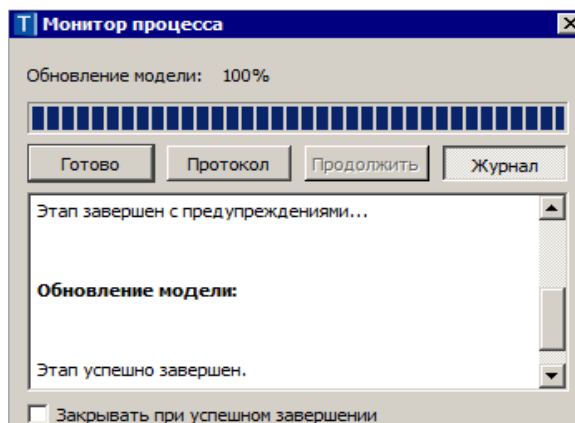 Монитор процесса
Обновление модели: 100%
Готово Протокол Продолжить Журнал
Этап завершен с предупреждениями...
Обновление модели:
Этап успешно завершен.
Закрывать при успешном завершении